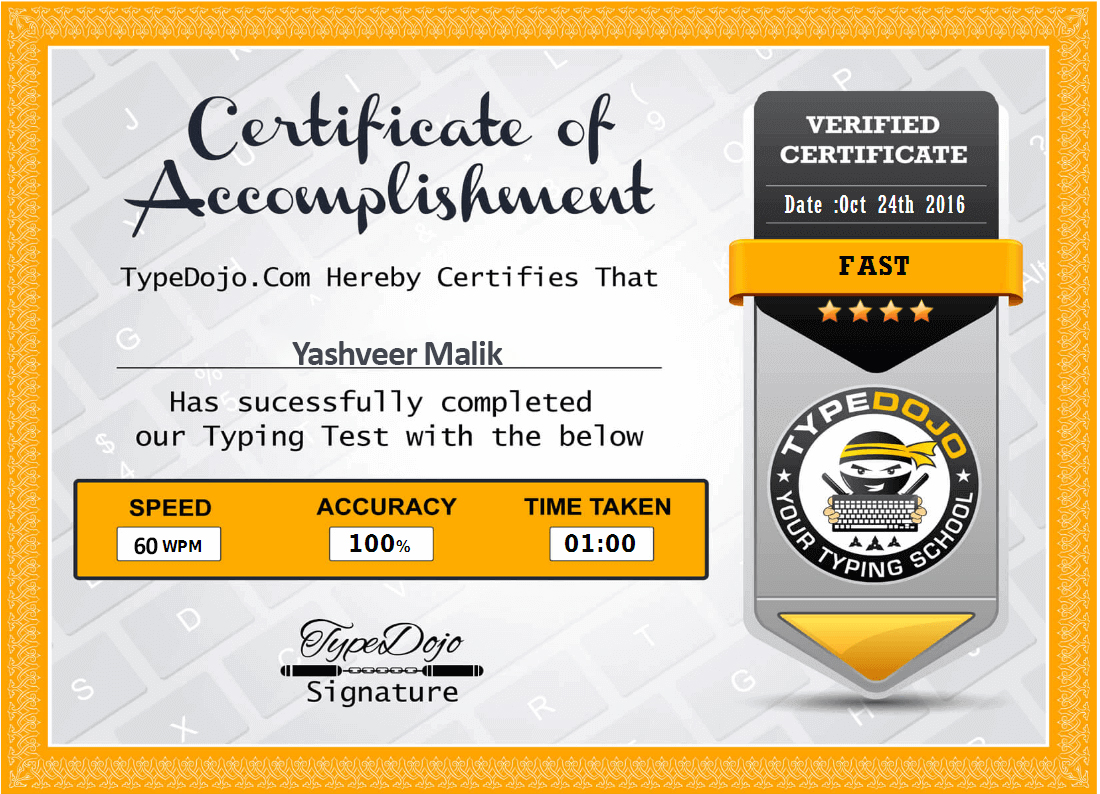 Certificate of
Accomplishment
TypeDojo.Com Hereby Certifies That
Yashveer Malik
Has sucessfully completed
our Typing Test with the below
SPEED
60 WPM
ACCURACY
100%
TIME TAKEN
01:00
TypeDojo
Signature
VERIFIED
CERTIFICATE
Date :Oct 24th 2016
FAST
TYPEDOJO
YOUR TYPING SCHOOL